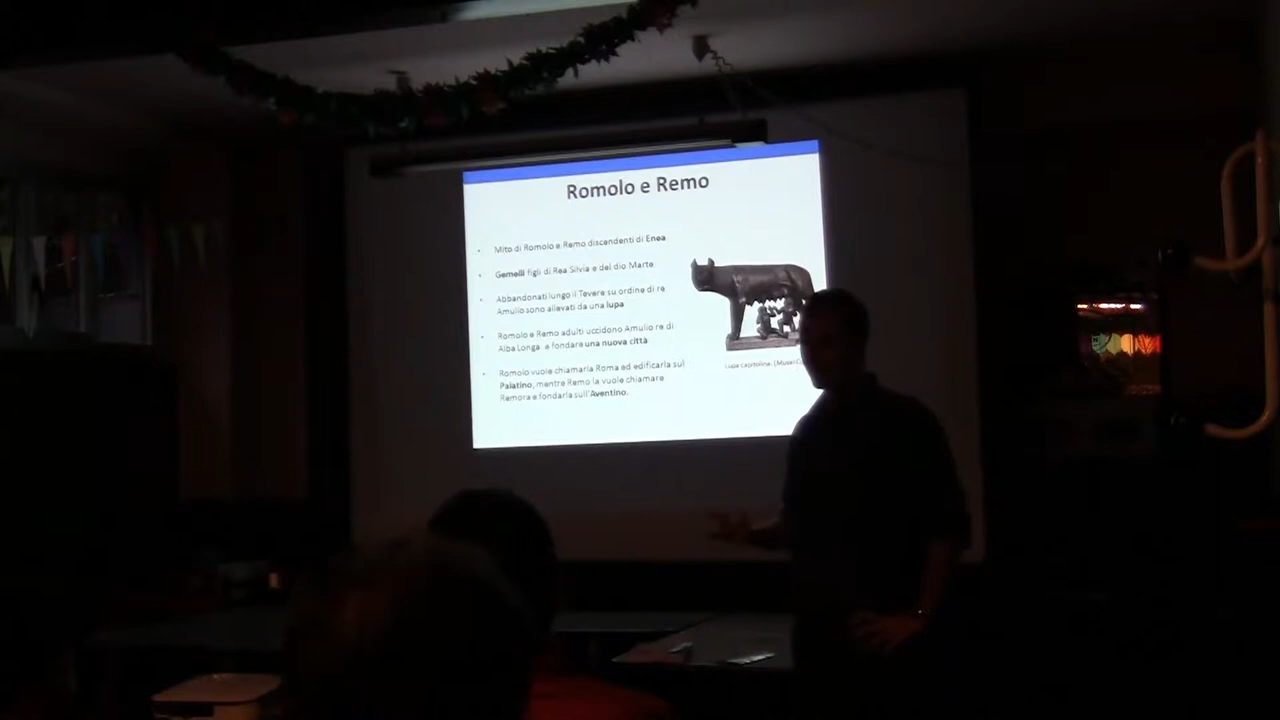 Romolo e Remo
Mito di Romolo e Remo discendenti di Enea
Gemelli figli di Rea Silvia e del dio Marte
Abbandonati lungo il Tevere su ordine di re
Amulio sono allevati da una lupa
Romolo e Remo adulti uccidono Amulio re di
Alba Longa e fondare una nuova città
Romolo vuole chiamarla Roma ed edificarla sul
Palatino, mentre Remo la vuole chiamare
Remora e fondarla sull'Aventino.
Lupa capitolina, (Musei